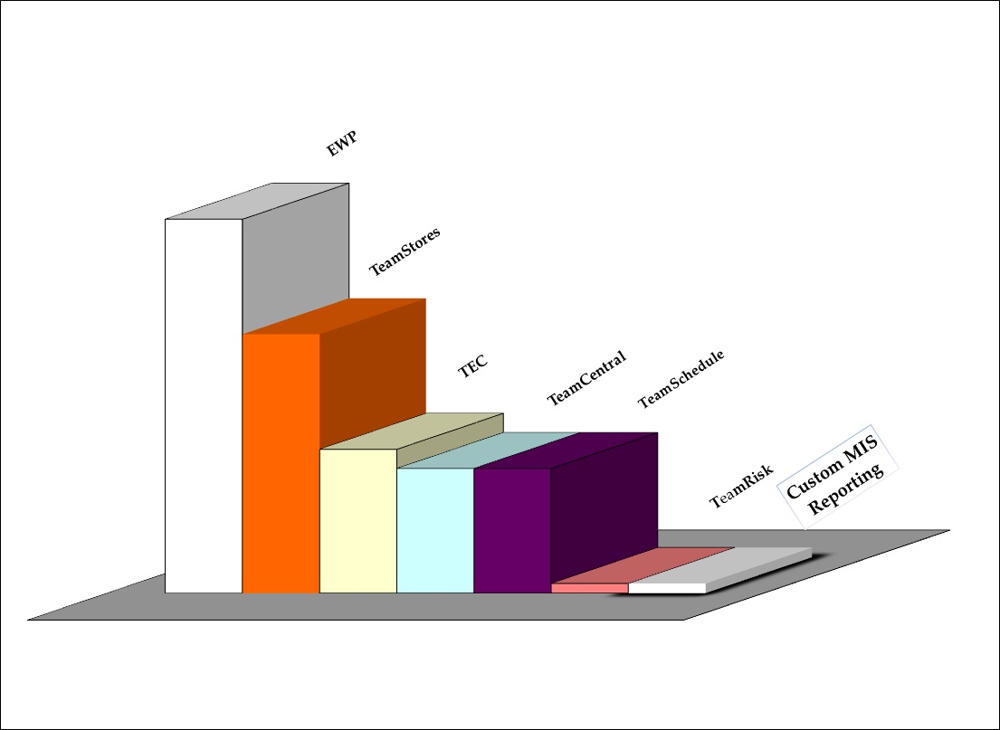 EWP
TeamStores
TEC
TeamCentral
TeamSchedule
TeamRisk
Custom MIS
Reporting